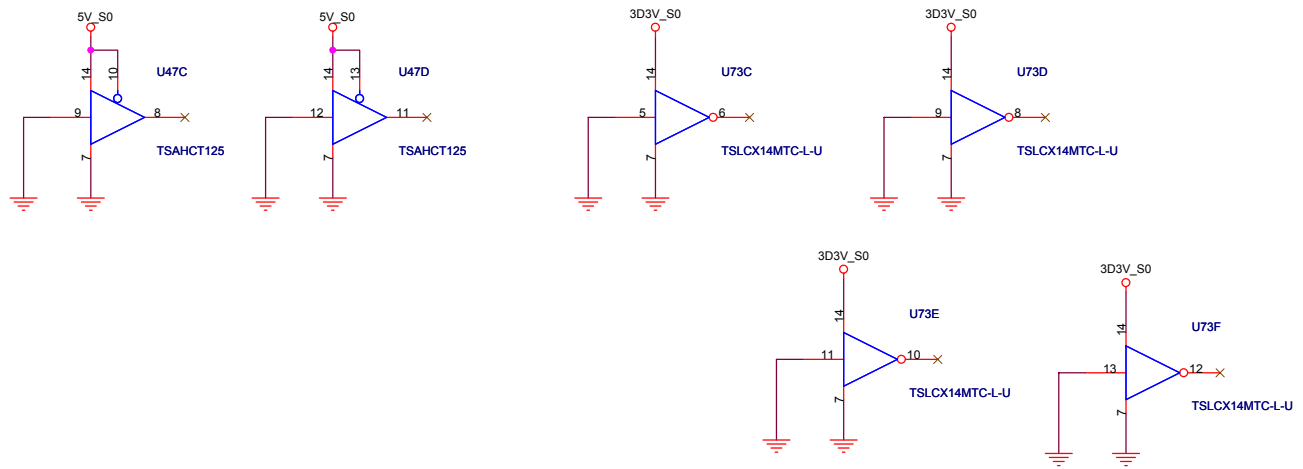 5V_S0
14
10
U47C
9
8
7
TSAHCT125
5V_S0
14
13
U47D
12
11
7
TSAHCT125
3D3V_S0
14
U73C
5
6
7
TSLCX14MTC-L-U
3D3V_S0
14
U73D
9
8
7
TSLCX14MTC-L-U
3D3V_S0
14
U73E
11
10
7
TSLCX14MTC-L-U
3D3V_S0
14
U73F
13
12
7
TSLCX14MTC-L-U